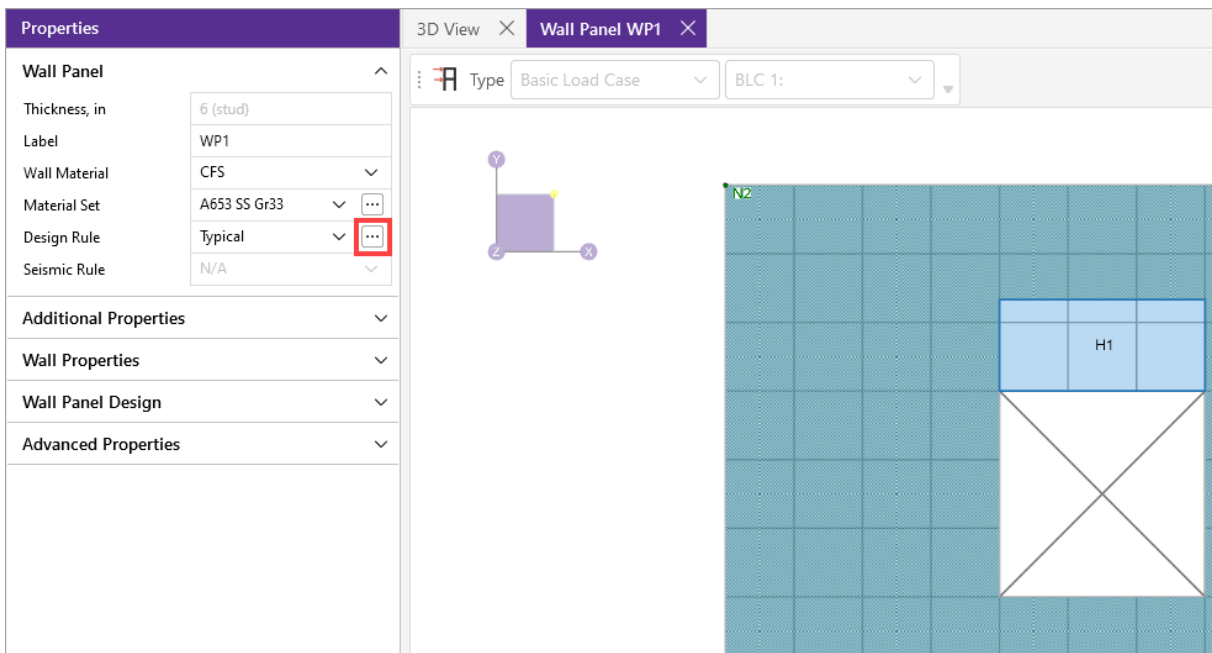 Properties
Wall Panel
Thickness, in 6 (stud)
Label WP1
Wall Material CFS
Material Set A653 SS Gr33 ...
Design Rule Typical ...
Seismic Rule N/A
Additional Properties
Wall Properties
Wall Panel Design
Advanced Properties
3D View Wall Panel WP1
Type Basic Load Case BLC 1:
Y
Z X
N2
H1